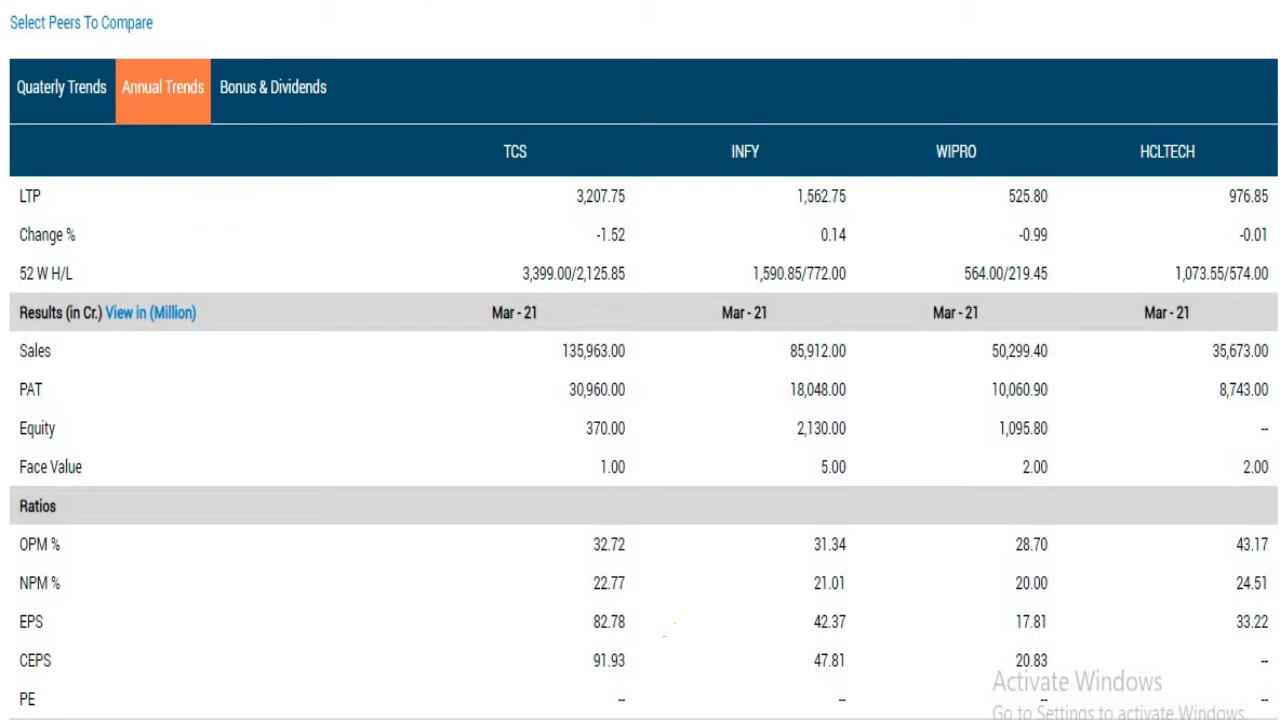 Select Peers To Compare
Quaterly Trends Annual Trends Bonus & Dividends
TCS INFY WIPRO HCLTECH
LTP 3,207.75 1,562.75 525.80 976.85
Change % -1.52 0.14 -0.99 -0.01
52 W H/L 3,399.00/2,125.85 1,590.85/772.00 564.00/219.45 1,073.55/574.00
Results (in Cr.) View in (Million) Mar - 21 Mar - 21 Mar - 21 Mar - 21
Sales 135,963.00 85,912.00 50,299.40 35,673.00
PAT 30,960.00 18,048.00 10,060.90 8,743.00
Equity 370.00 2,130.00 1,095.80 --
Face Value 1.00 5.00 2.00 2.00
Ratios
OPM % 32.72 31.34 28.70 43.17
NPM % 22.77 21.01 20.00 24.51
EPS 82.78 42.37 17.81 33.22
CEPS 91.93 47.81 20.83 --
Activate Windows
PE -- -- -- --
Go to Settings to activate Windows.